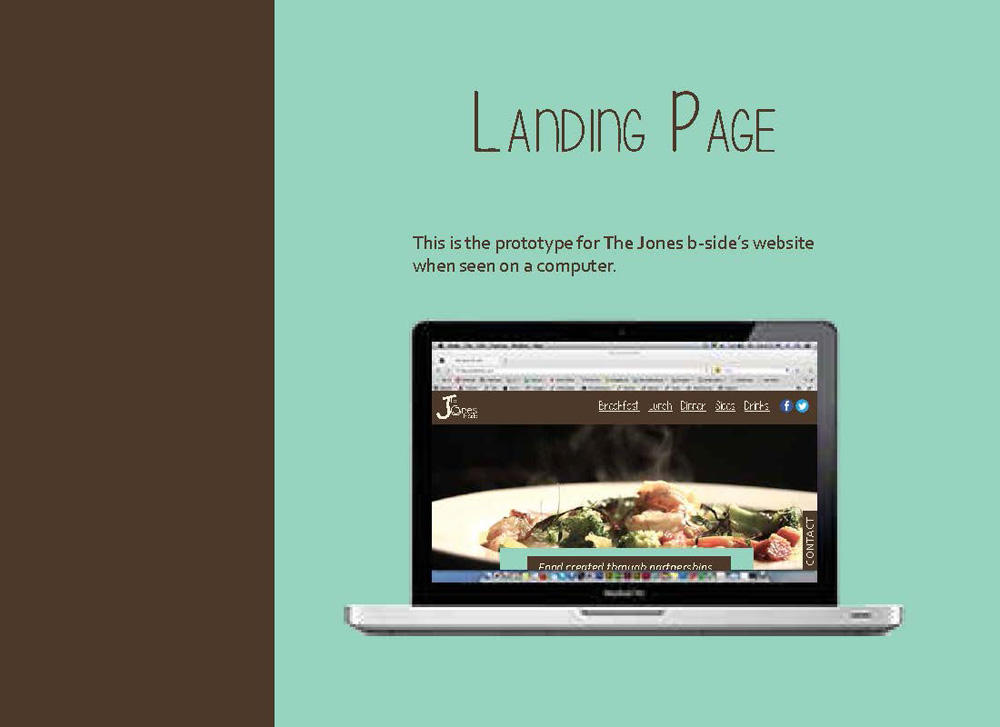 Landing Page
This is the prototype for The Jones b-side's website
when seen on a computer.
The Jones
Breakfast Lunch Dinner Sides Drinks
CONTACT
Food created through partnerships